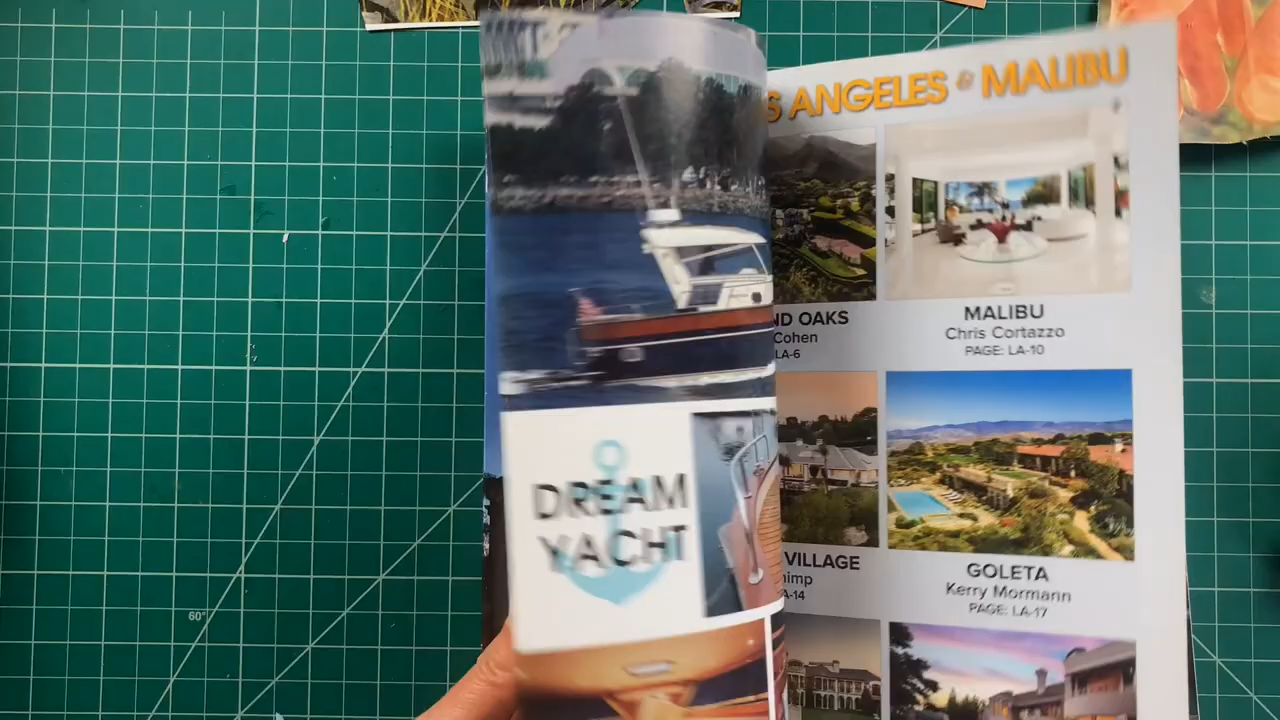 DREAM
YACHT
S ANGELES & MALIBU
ND OAKS
Cohen
LA-6
MALIBU
Chris Cortazzo
PAGE: LA-10
VILLAGE
himp
A-14
GOLETA
Kerry Mormann
PAGE: LA-17
60°